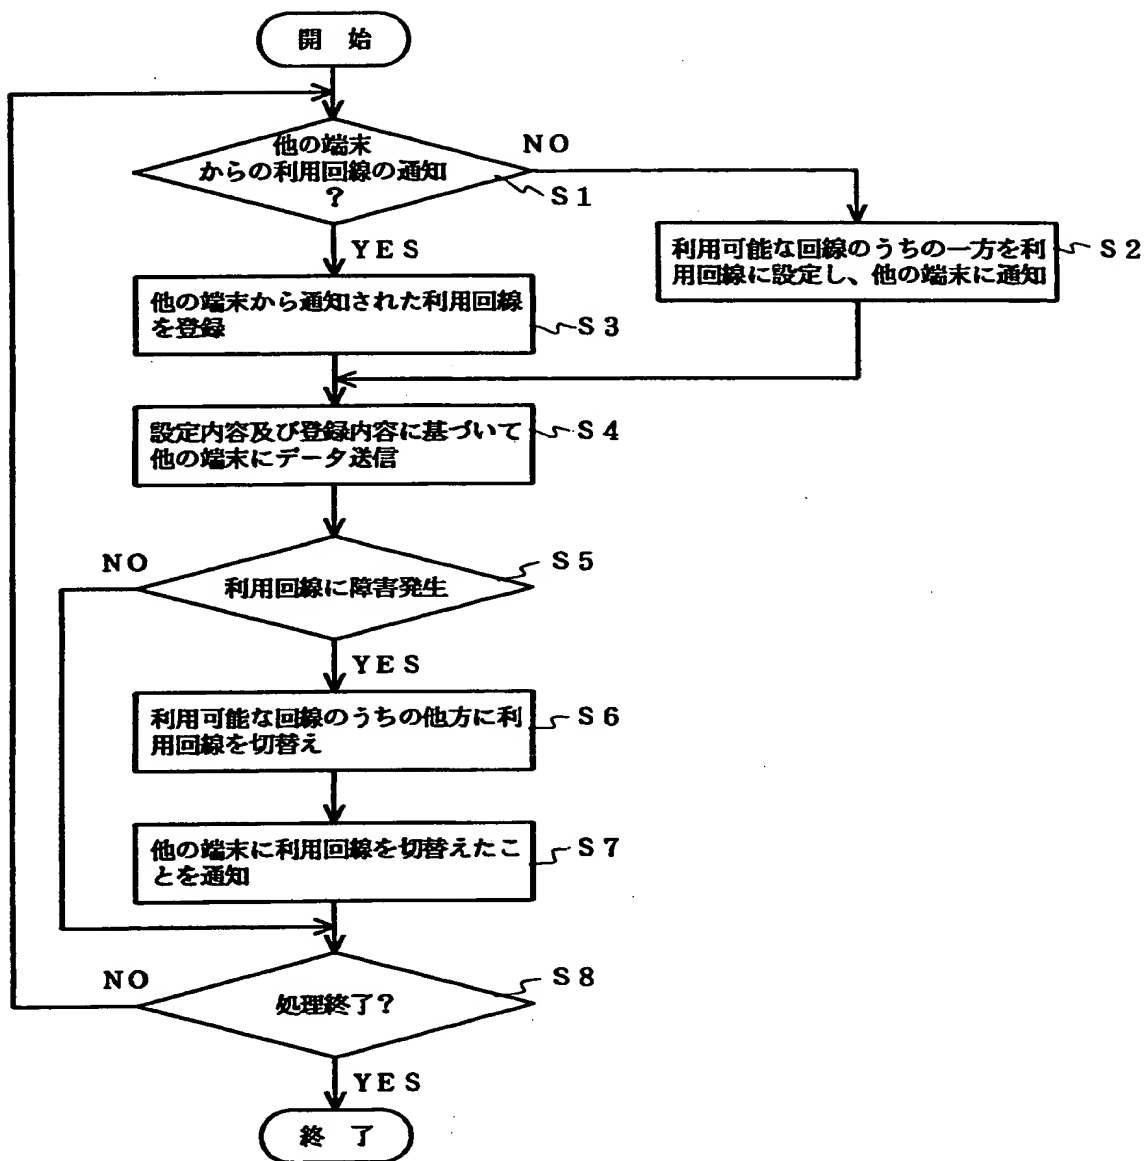 開 始
他の端末
からの利用回線の通知
?
NO
S1
YES
利用可能な回線のうちの一方を利
用回線に設定し、他の端末に通知
S2
他の端末から通知された利用回線
を登録
S3
設定内容及び登録内容に基づいて
他の端末にデータ送信
S4
NO
利用回線に障害発生
S5
YES
利用可能な回線のうちの他方に利
用回線を切替え
S6
他の端末に利用回線を切替えたこ
とを通知
S7
NO
処理終了?
S8
YES
終 了